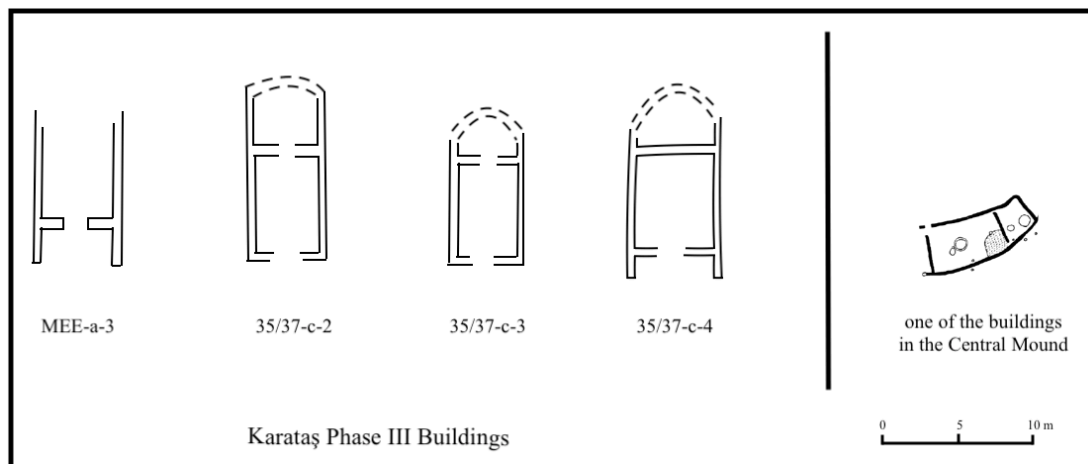 MEE-a-3
35/37-c-2
35/37-c-3
35/37-c-4
one of the buildings
in the Central Mound
Karataş Phase III Buildings
0 5 10 m